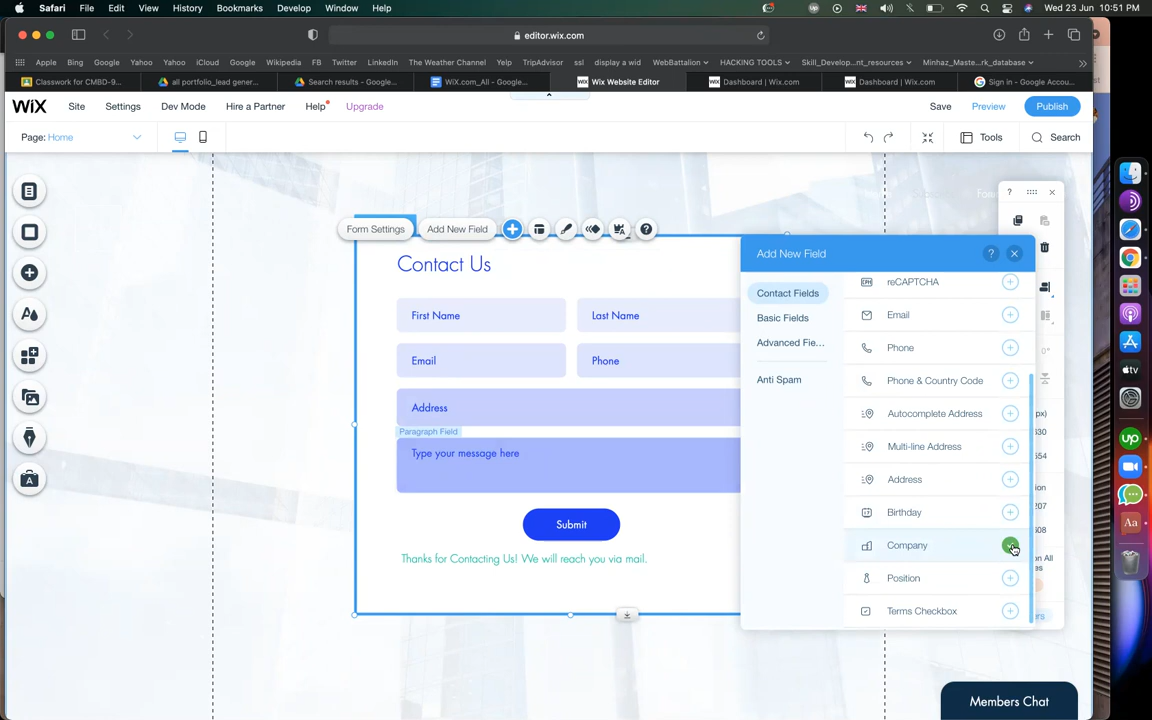 Safari File Edit View History Bookmarks Develop Window Help Wed 23 Jun 10:51 PM
editor.wix.com
Apple Bing Google Yahoo Yahoo iCloud Google Wikipedia FB Twitter LinkedIn The Weather Channel Yelp TripAdvisor ssl display a wid WebBattalion HACKING TOOLS Skill_Develop...nt_resources Minhaz_Maste...rk_database
Classwork for CMBD-9... all portfolio_lead gener... Search results - Google... WiX.com_All - Google... WIX Wix Website Editor WIX Dashboard | Wix.com WIX Dashboard | Wix.com Sign in - Google Accou...
WiX Site Settings Dev Mode Hire a Partner Help Upgrade Save Preview Publish
Page: Home Tools Search
Form Settings Add New Field
Contact Us
First Name Last Name
Email Phone
Address
Paragraph Field
Type your message here
Submit
Thanks for Contacting Us! We will reach you via mail.
Add New Field
Contact Fields
Basic Fields
Advanced Fie...
Anti Spam
reCAPTCHA
Email
Phone
Phone & Country Code
Autocomplete Address
Multi-line Address
Address
Birthday
Company
Position
Terms Checkbox
Members Chat